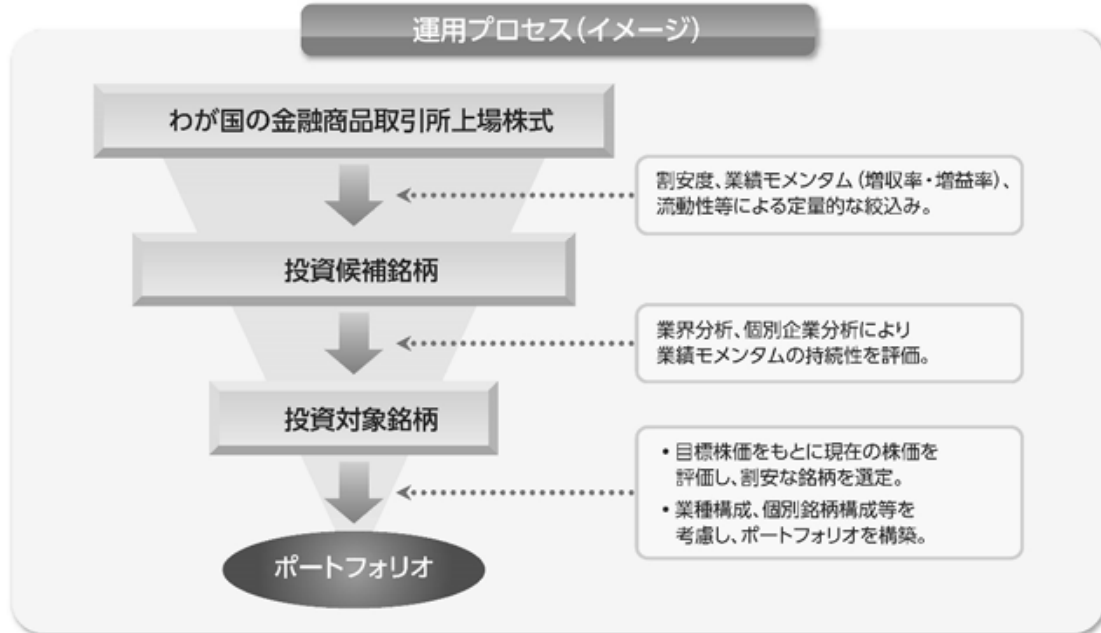 運用プロセス(イメージ)
わが国の金融商品取引所上場株式
割安度、業績モメンタム(増収率・増益率)、
流動性等による定量的な絞込み。
投資候補銘柄
業界分析、個別企業分析により
業績モメンタムの持続性を評価。
投資対象銘柄
・目標株価をもとに現在の株価を
評価し、割安な銘柄を選定。
・業種構成、個別銘柄構成等を
考慮し、ポートフォリオを構築。
ポートフォリオ